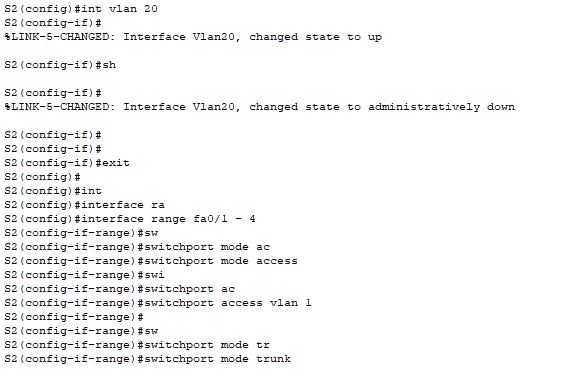 S2(config)#int vlan 20
S2(config-if)#
%LINK-5-CHANGED: Interface Vlan20, changed state to up
S2(config-if)#sh
S2(config-if)#
%LINK-5-CHANGED: Interface Vlan20, changed state to administratively down
S2(config-if)#
S2(config-if)#
S2(config-if)#exit
S2(config)#
S2(config)#int
S2(config)#interface ra
S2(config)#interface range fa0/1 - 4
S2(config-if-range)#sw
S2(config-if-range)#switchport mode ac
S2(config-if-range)#switchport mode access
S2(config-if-range)#swi
S2(config-if-range)#switchport ac
S2(config-if-range)#switchport access vlan 1
S2(config-if-range)#
S2(config-if-range)#sw
S2(config-if-range)#switchport mode tr
S2(config-if-range)#switchport mode trunk